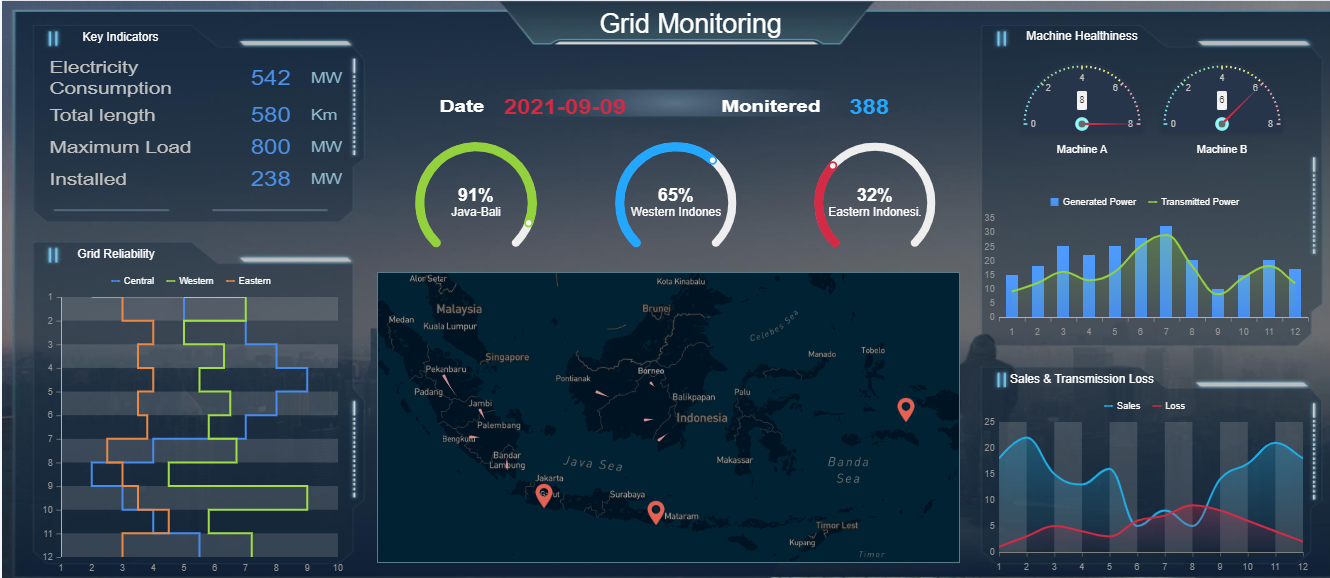 Grid Monitoring
Key Indicators
Electricity
Consumption
542 MW
Total length 580 Km
Maximum Load 800 MW
Installed 238 MW
Grid Reliability
Central Western Eastern
1
2
3
4
5
6
7
8
9
10
11
12
1 2 3 4 5 6 7 8 9 10
Date 2021-09-09 Monitered 388
91%
Java-Bali
65%
Western Indones
32%
Eastern Indonesi.
Alor Setar
Kota Kinabalu
Malaysia
Brunei
Medan
Kuala Lumpur
Celebes Sea
Singapore
Manado
Tobelo
Pekanbaru
Borneo
Pontianak
Padang
Palu
Balikpapan
Jambi
Indonesia
Palembang
Bengkulu
Bandar
Lampung
Java Sea
Makassar
Banda
Sea
Jakarta
Surabaya
Mataram
Timor Lest
Kupang
Timor
Machine Healthiness
0 2 4 6 8
8
Machine A
0 2 4 6 8
6
Machine B
Generated Power Transmitted Power
35
30
25
20
15
10
5
0
1 2 3 4 5 6 7 8 9 10 11 12
Sales & Transmission Loss
Sales Loss
25
20
15
10
5
0
1 2 3 4 5 6 7 8 9 10 11 12